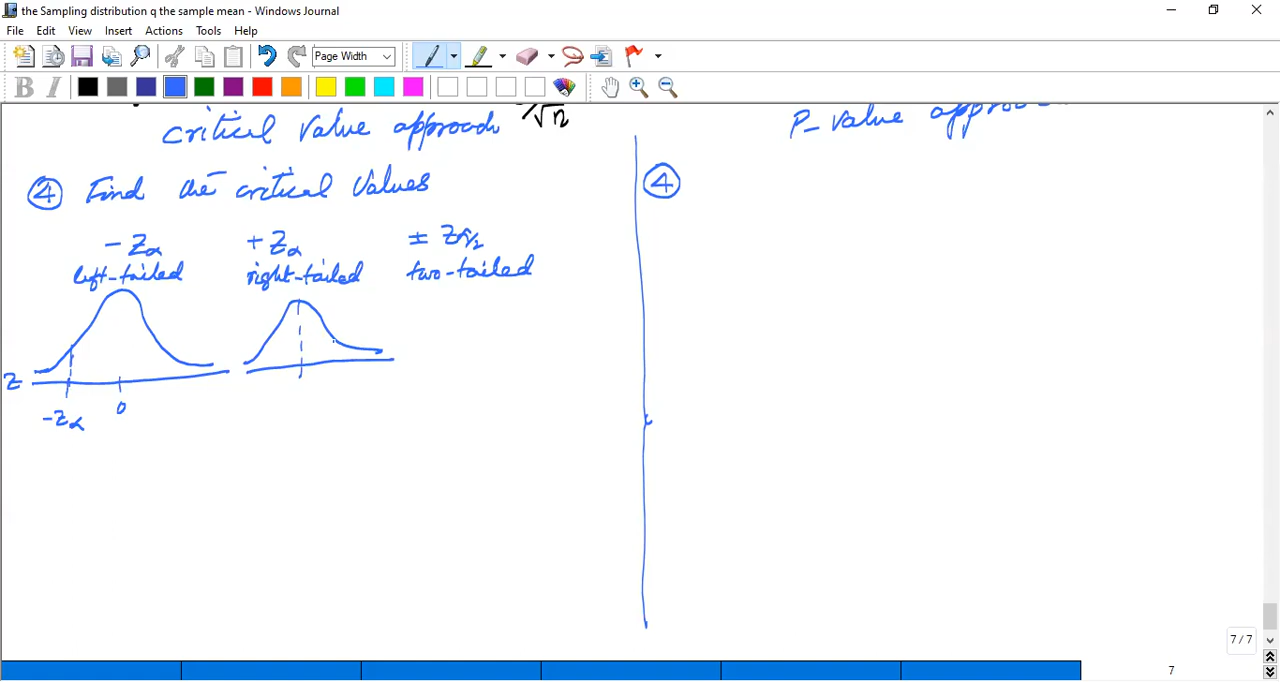 the Sampling distribution q the sample mean - Windows Journal
File Edit View Insert Actions Tools Help
Page Width
B I
critical value approach √n
P-value approach
④ Find the critical values
④
-Zα +Zα ± Zα/2
left-tailed right-tailed two-tailed
Z
-Zα 0
7 / 7
7